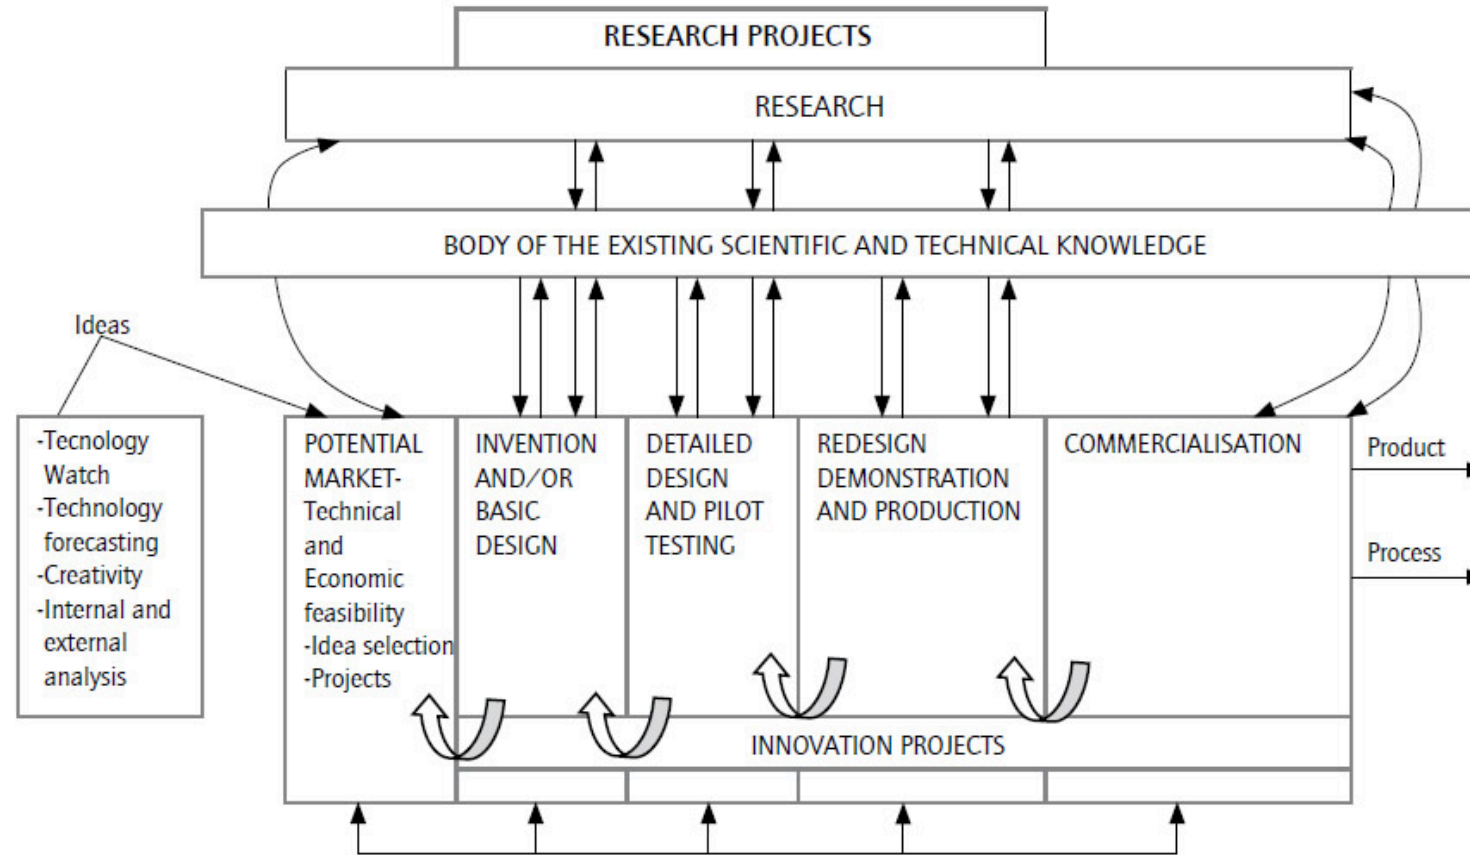 RESEARCH PROJECTS
RESEARCH
BODY OF THE EXISTING SCIENTIFIC AND TECHNICAL KNOWLEDGE
Ideas
-Tecnology
Watch
-Technology
forecasting
-Creativity
-Internal and
external
analysis
POTENTIAL
MARKET-
Technical
and
Economic
feasibility
-Idea selection
-Projects
INVENTION
AND/OR
BASIC
DESIGN
DETAILED
DESIGN
AND PILOT
TESTING
REDESIGN
DEMONSTRATION
AND PRODUCTION
COMMERCIALISATION
Product
Process
INNOVATION PROJECTS